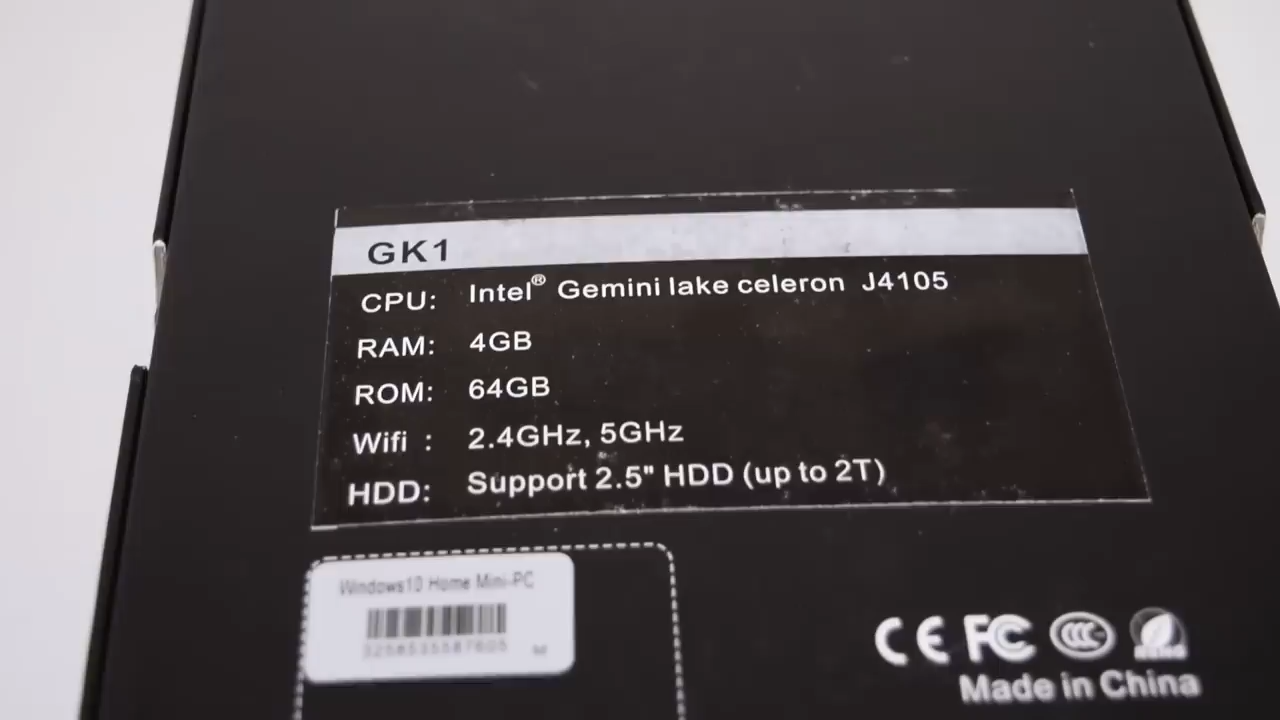 GK1
CPU: Intel® Gemini lake celeron J4105
RAM: 4GB
ROM: 64GB
Wifi : 2.4GHz, 5GHz
HDD: Support 2.5" HDD (up to 2T)
Windows10 Home Mini-PC
M
CE FC CCC
Made in China